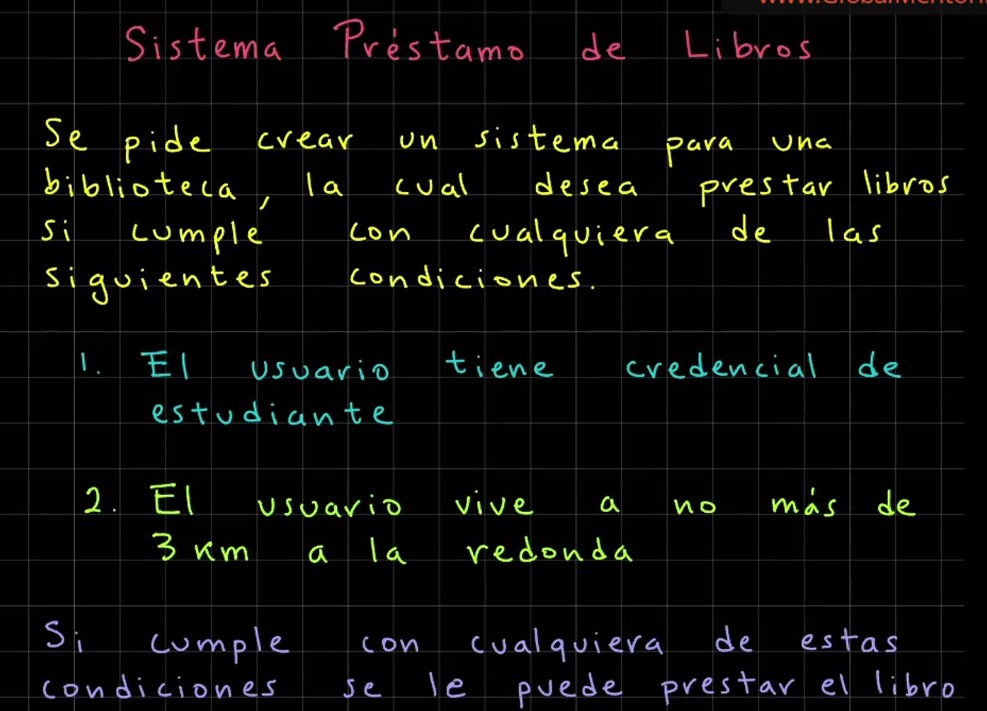 Sistema Préstamo de Libros
Se pide crear un sistema para una
biblioteca, la cual desea prestar libros
si cumple con cualquiera de las
siguientes condiciones.
1. El usuario tiene credencial de
estudiante
2. El usuario vive a no más de
3 km a la redonda
Si cumple con cualquiera de estas
condiciones se le puede prestar el libro